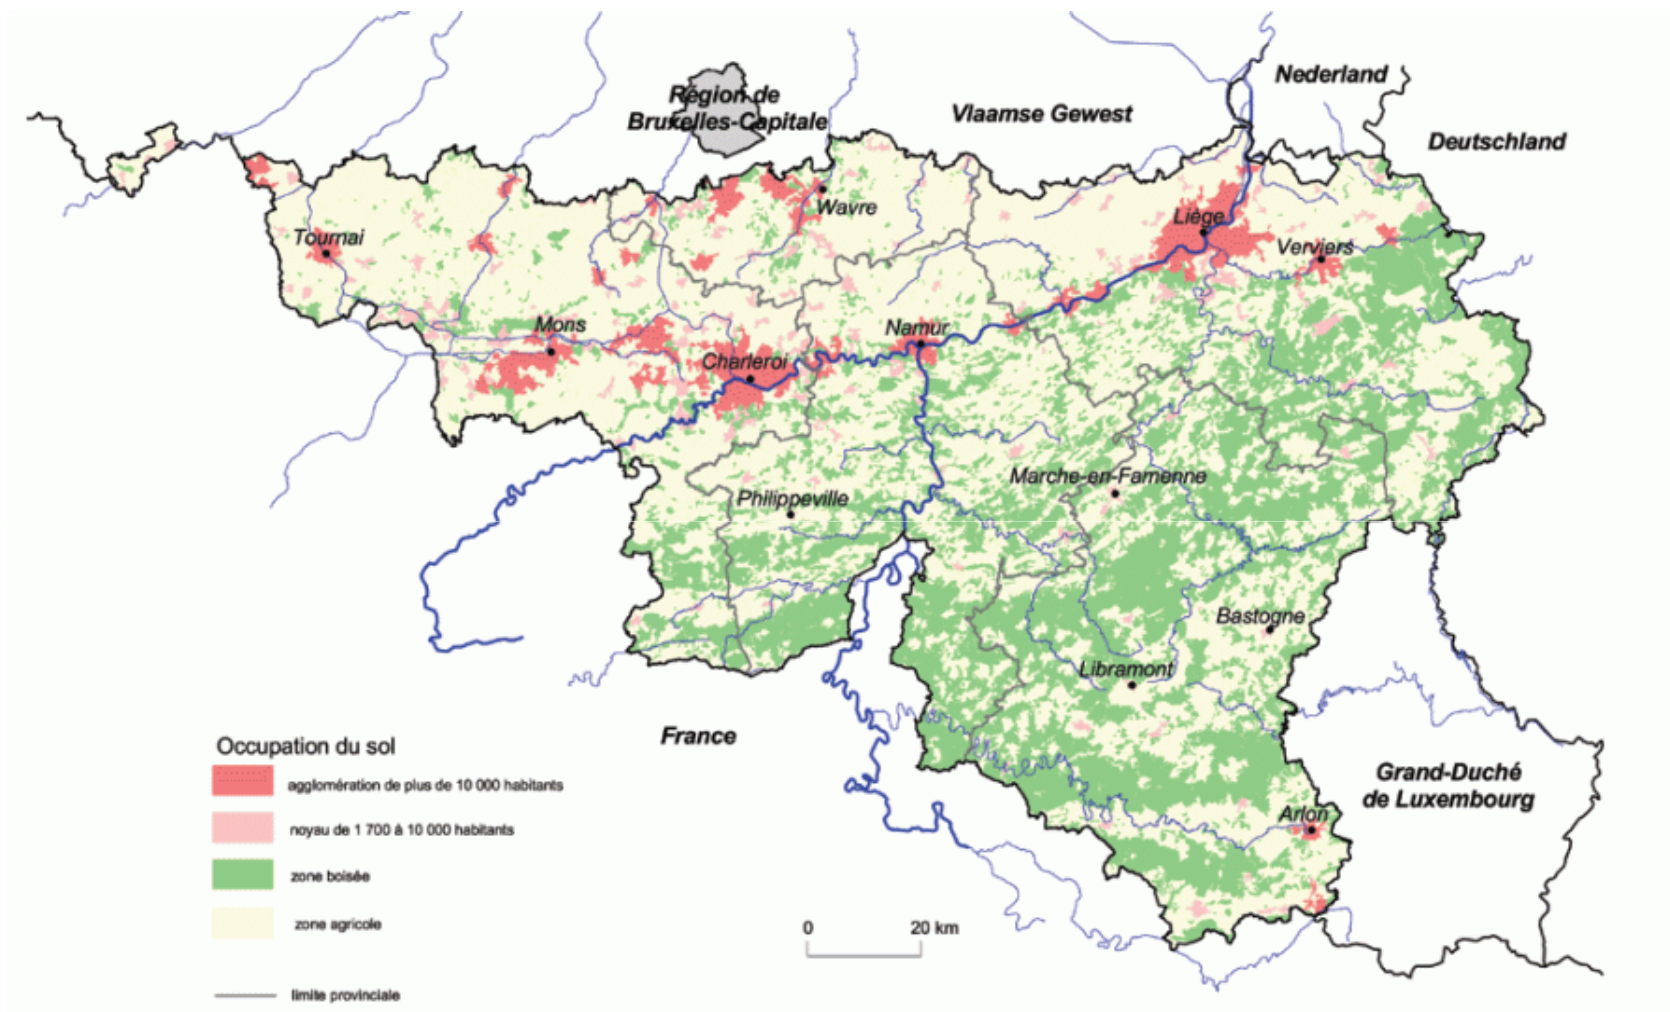 Nederland
Région de
Bruxelles-Capitale
Vlaamse Gewest
Deutschland
Wavre
Liège
Tournai
Verviers
Mons
Namur
Charleroi
Marche-en-Famenne
Philippeville
Bastogne
Libramont
France
Occupation du sol
agglomération de plus de 10 000 habitants
noyau de 1 700 à 10 000 habitants
zone boisée
zone agricole
limite provinciale
Grand-Duché
de Luxembourg
Arlon
0 20 km